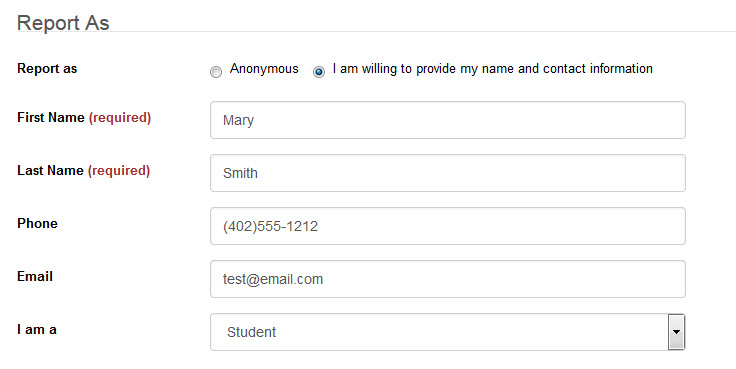 Report As
Report as Anonymous I am willing to provide my name and contact information
First Name (required) Mary
Last Name (required) Smith
Phone (402)555-1212
Email test@email.com
I am a Student